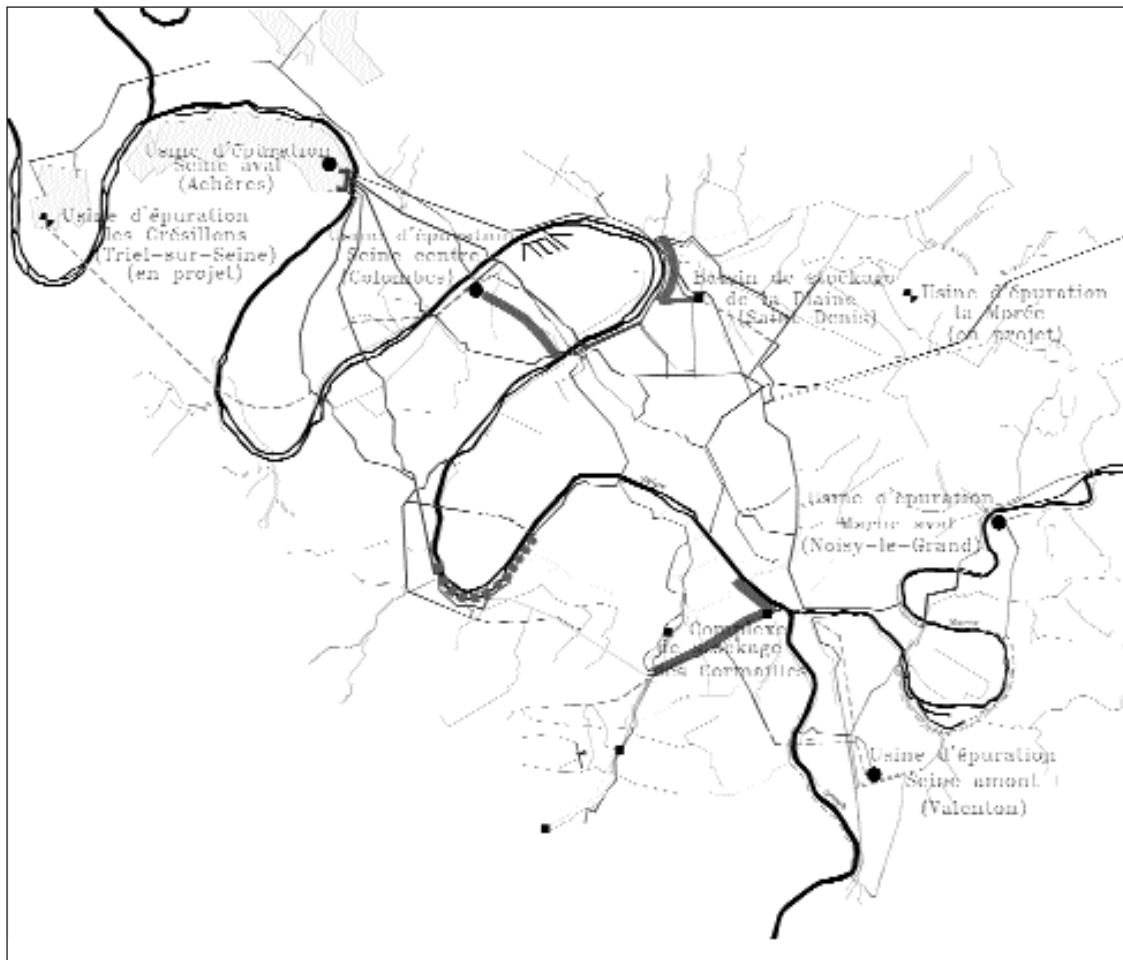 Usine d'épuration
Seine aval
(Achères)
Usine d'épuration
des Grésillons
(Triel-sur-Seine)
(en projet)
Usine d'épuration
Seine centre
(Colombes)
Bassin de stockage
de la Plaine
(Saint-Denis)
Usine d'épuration
la Morée
(en projet)
Usine d'épuration
Marne aval
(Noisy-le-Grand)
Marne
Complexe
de stockage
des Cormailles
Usine d'épuration
Seine amont
(Valenton)